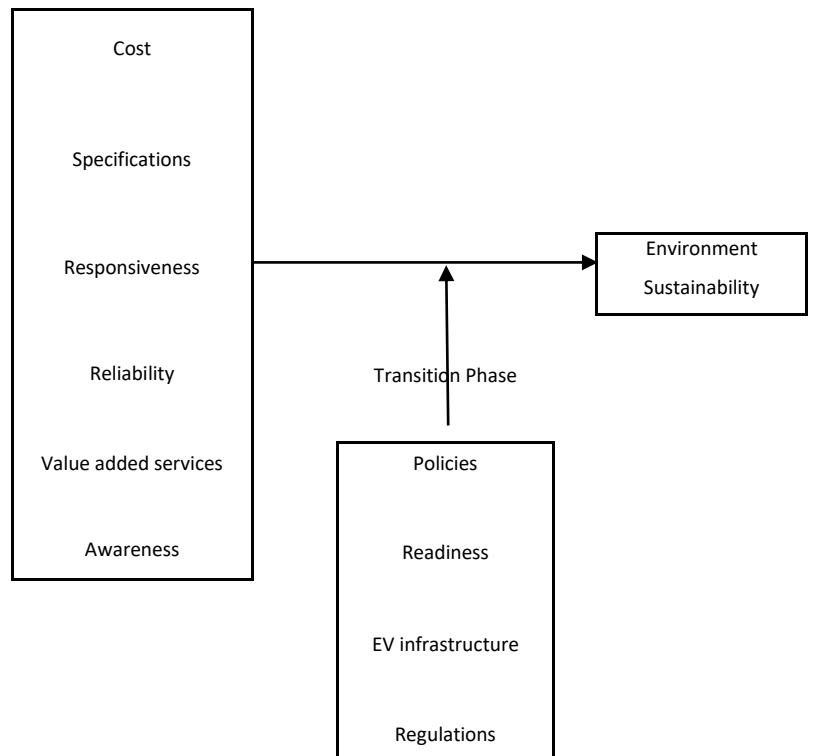 Cost
Specifications
Responsiveness
Reliability
Value added services
Awareness
Environment
Sustainability
Transition Phase
Policies
Readiness
EV infrastructure
Regulations